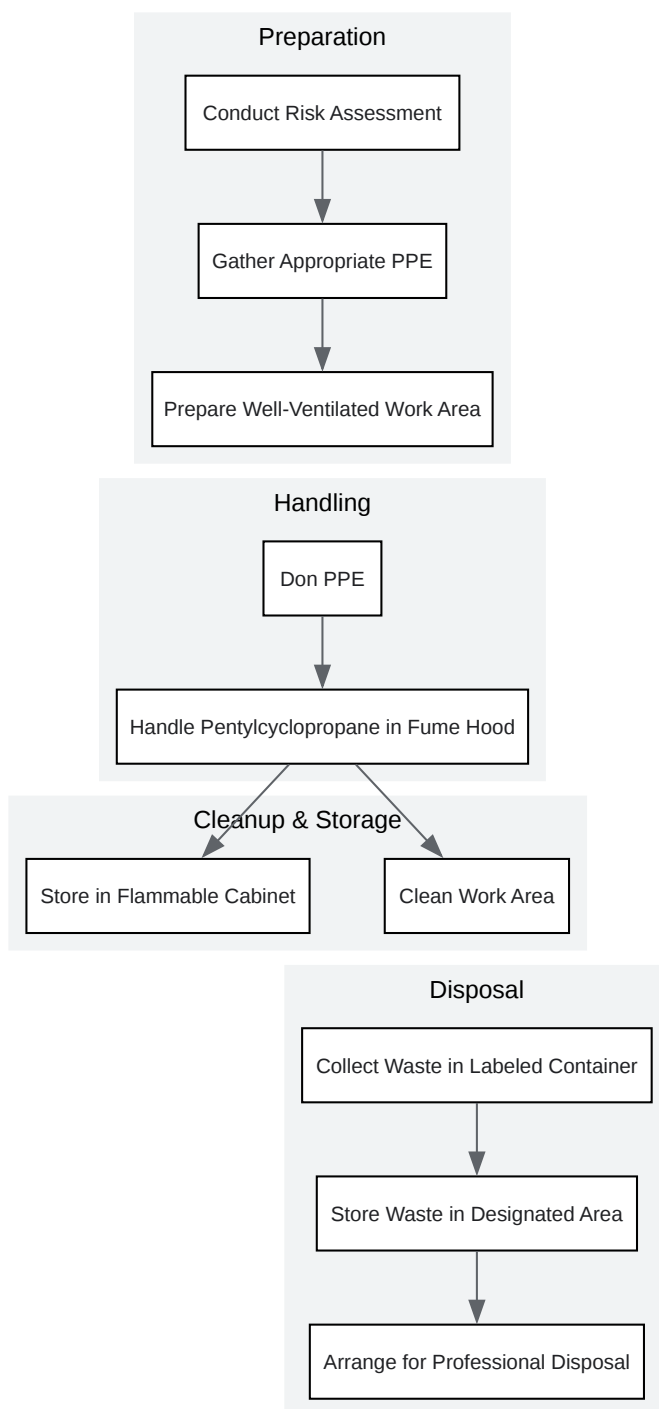 Preparation
Conduct Risk Assessment
Gather Appropriate PPE
Prepare Well-Ventilated Work Area
Handling
Don PPE
Handle Pentylcyclopropane in Fume Hood
Cleanup & Storage
Store in Flammable Cabinet
Clean Work Area
Disposal
Collect Waste in Labeled Container
Store Waste in Designated Area
Arrange for Professional Disposal